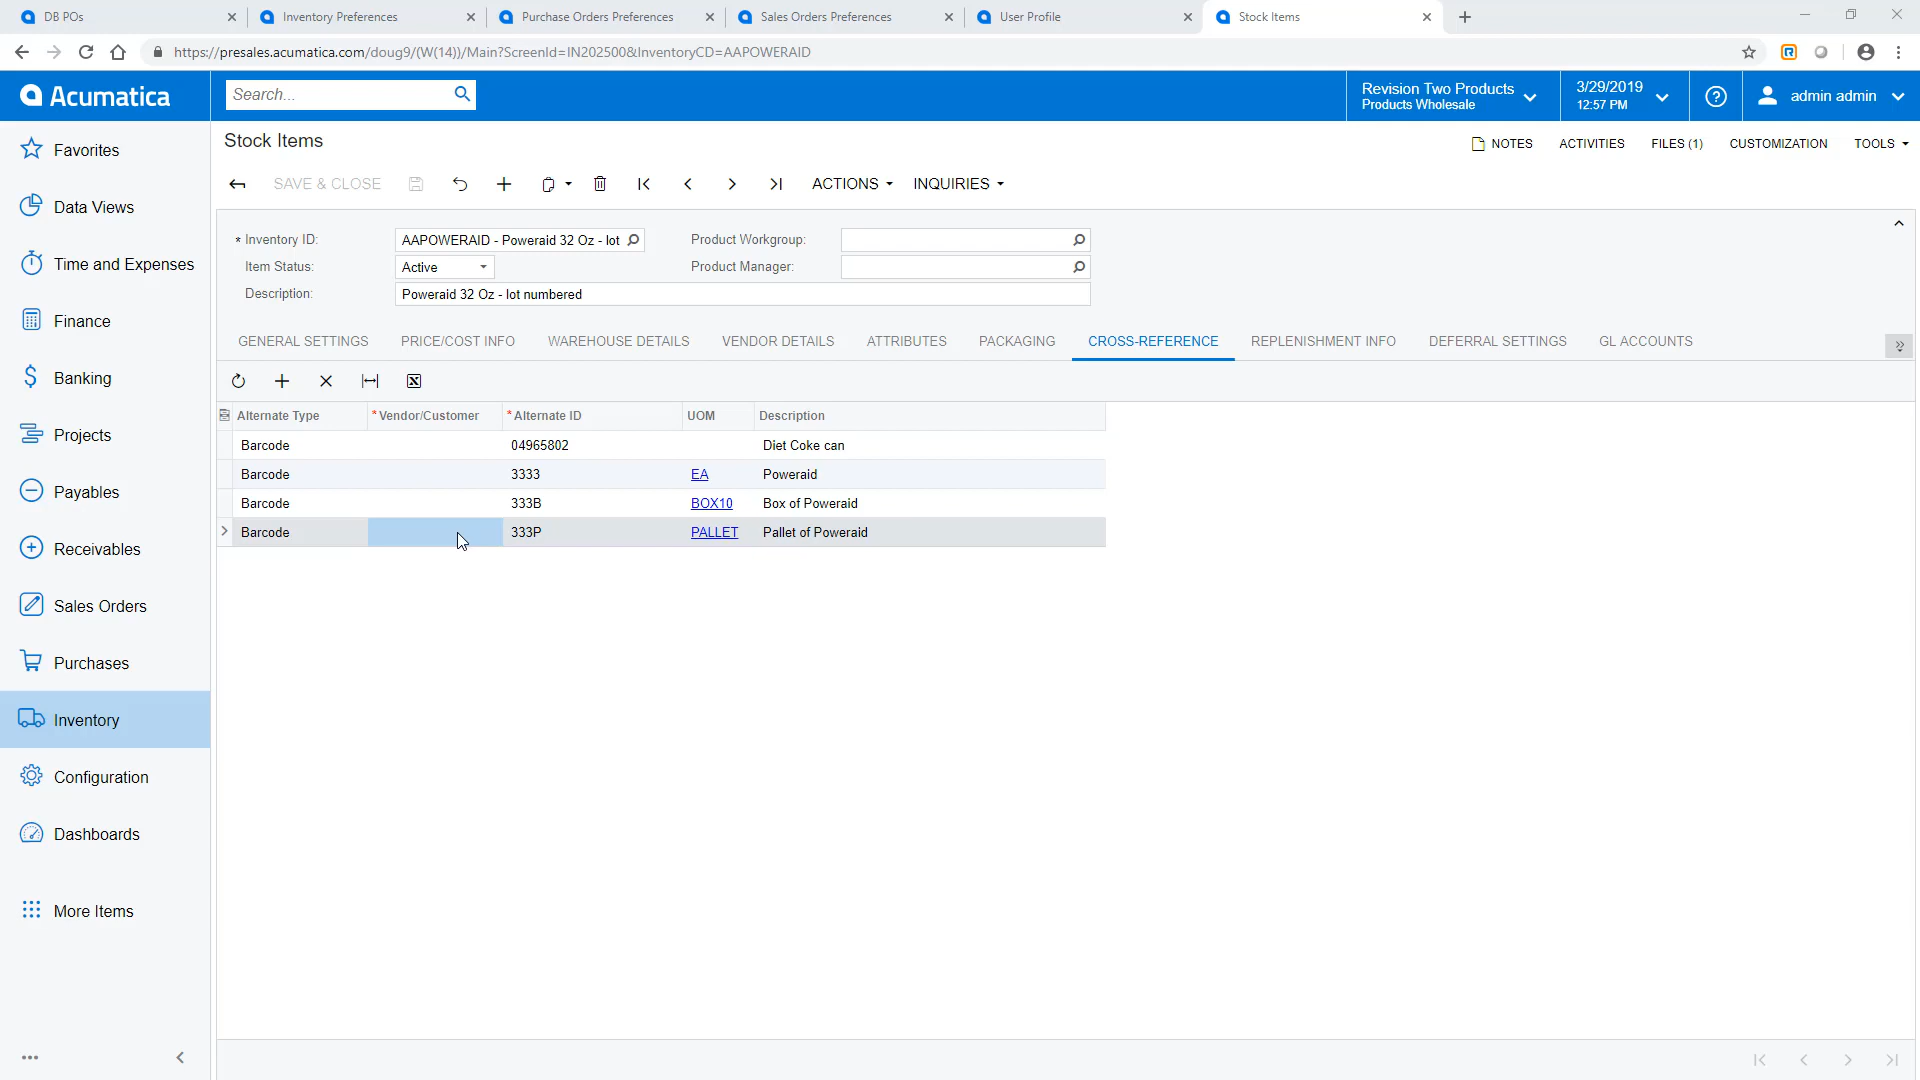 DB POs
Inventory Preferences
Purchase Orders Preferences
Sales Orders Preferences
User Profile
Stock Items
https://presales.acumatica.com/doug9/(W(14))/Main?ScreenId=IN202500&InventoryCD=AAPOWERAID
Acumatica
Search...
Revision Two Products
Products Wholesale
3/29/2019
12:57 PM
admin admin
Favorites
Data Views
Time and Expenses
Finance
Banking
Projects
Payables
Receivables
Sales Orders
Purchases
Inventory
Configuration
Dashboards
More Items
Stock Items
NOTES ACTIVITIES FILES (1) CUSTOMIZATION TOOLS
SAVE & CLOSE ACTIONS INQUIRIES
* Inventory ID: AAPOWERAID - Poweraid 32 Oz - lot Product Workgroup:
Item Status: Active Product Manager:
Description: Poweraid 32 Oz - lot numbered
GENERAL SETTINGS PRICE/COST INFO WAREHOUSE DETAILS VENDOR DETAILS ATTRIBUTES PACKAGING CROSS-REFERENCE REPLENISHMENT INFO DEFERRAL SETTINGS GL ACCOUNTS
Alternate Type * Vendor/Customer * Alternate ID UOM Description
Barcode 04965802 Diet Coke can
Barcode 3333 EA Poweraid
Barcode 333B BOX10 Box of Poweraid
Barcode 333P PALLET Pallet of Poweraid